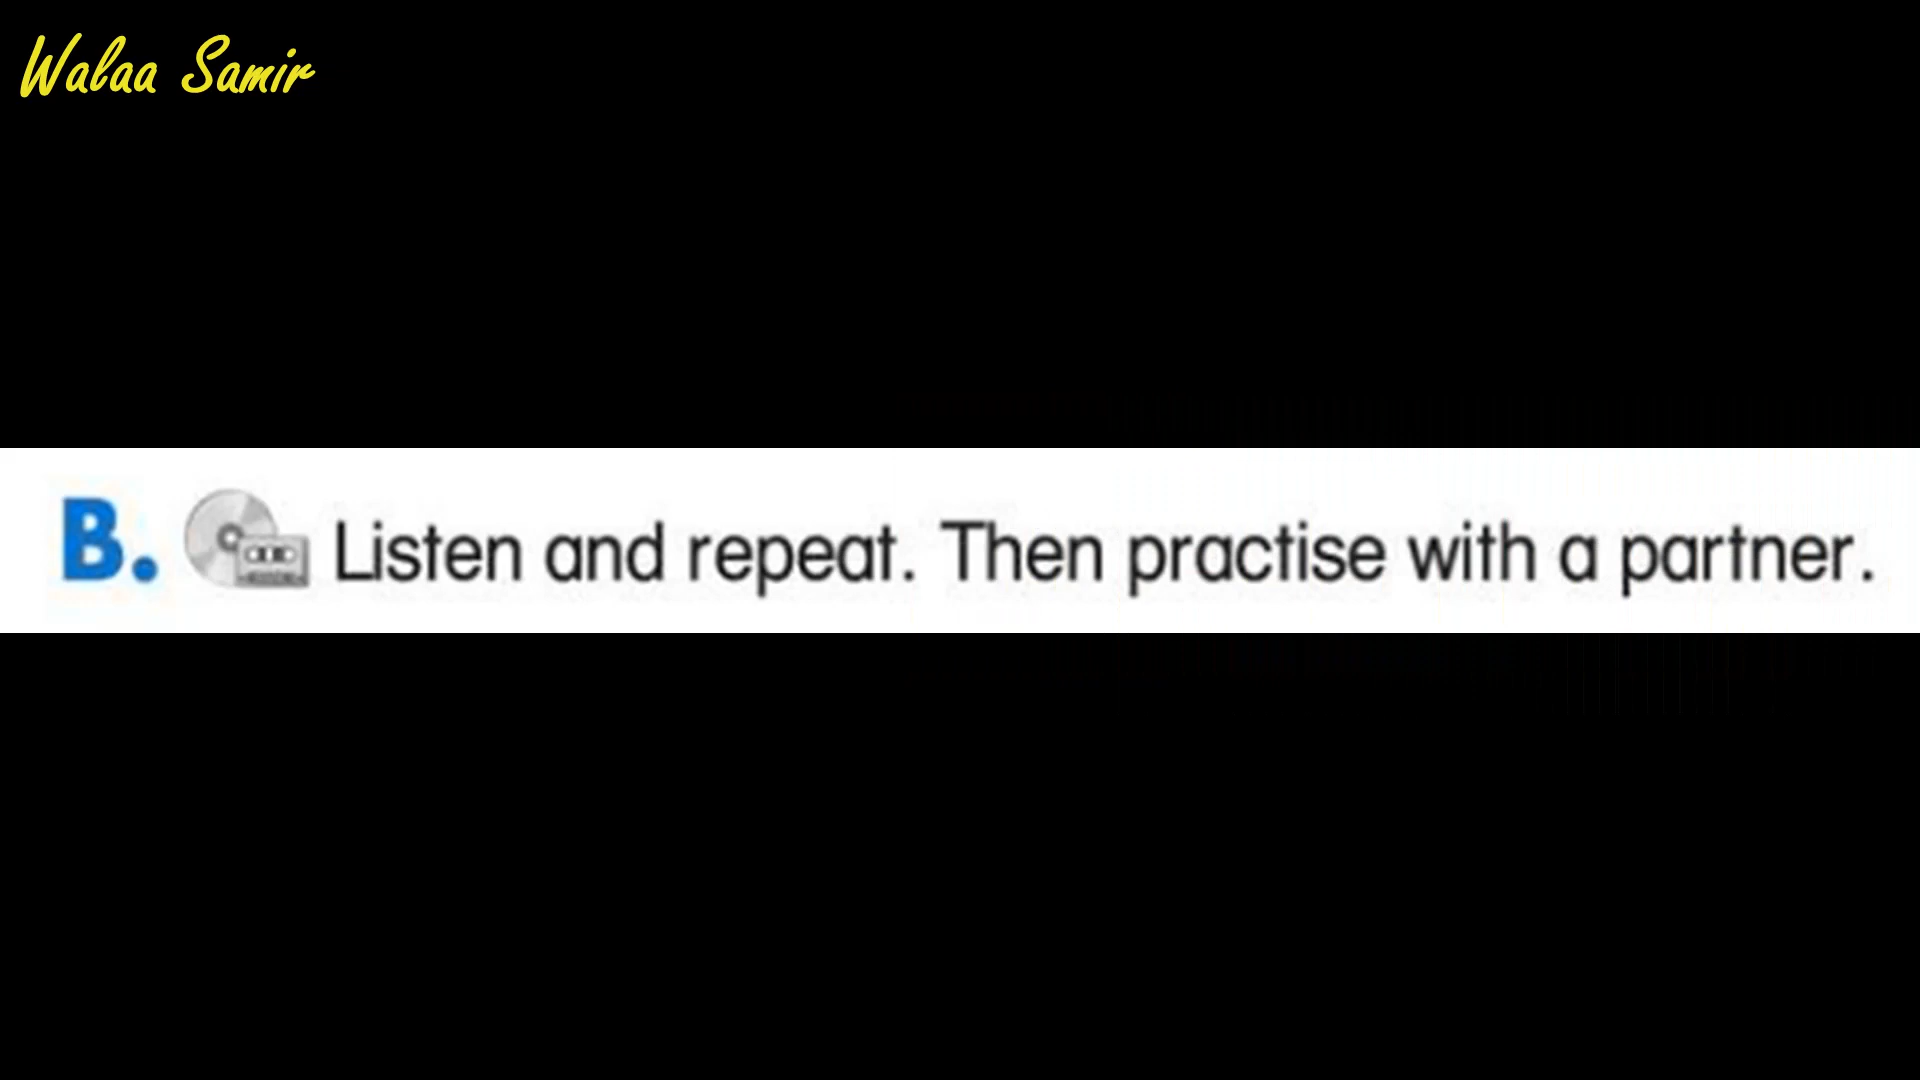 Walaa Samir
B. Listen and repeat. Then practise with a partner.